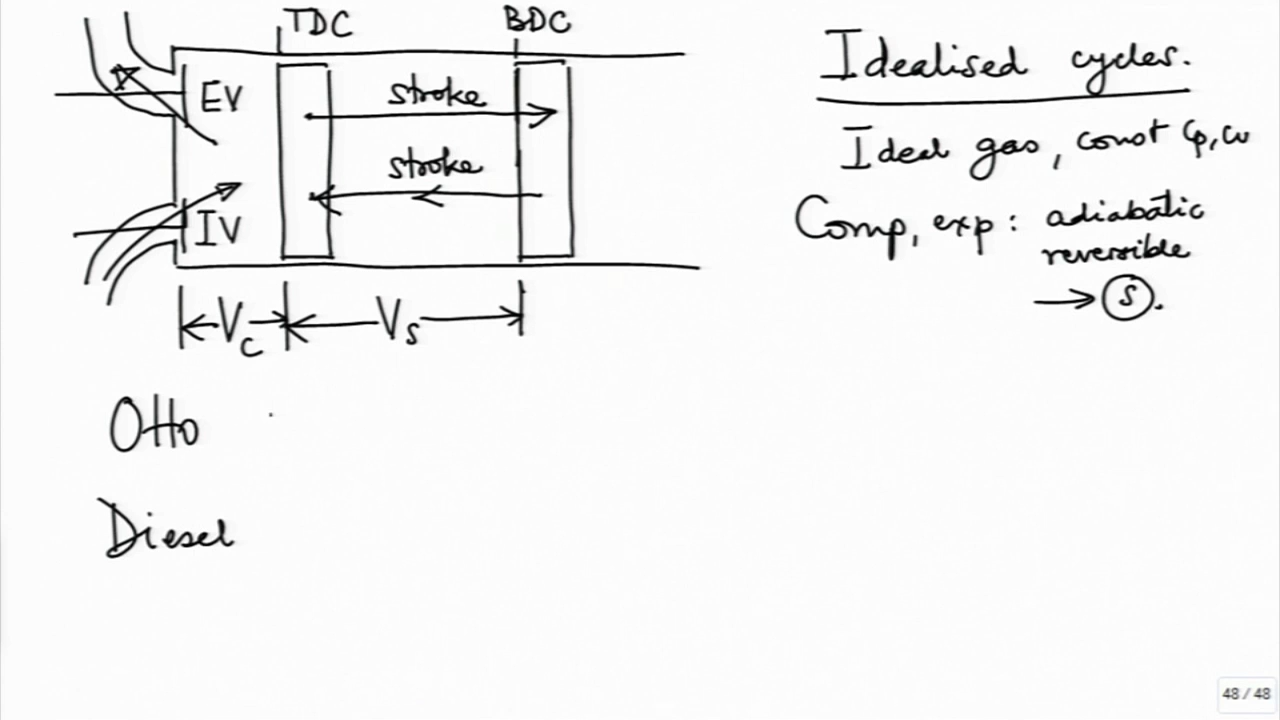 TDC
BDC
EV
stroke
stroke
IV
Vc
Vs
Otto
Diesel
Idealised cycles.
Ideal gas, const Cp, Cv
Comp, exp: adiabatic
reversible
→ S.
48 / 48